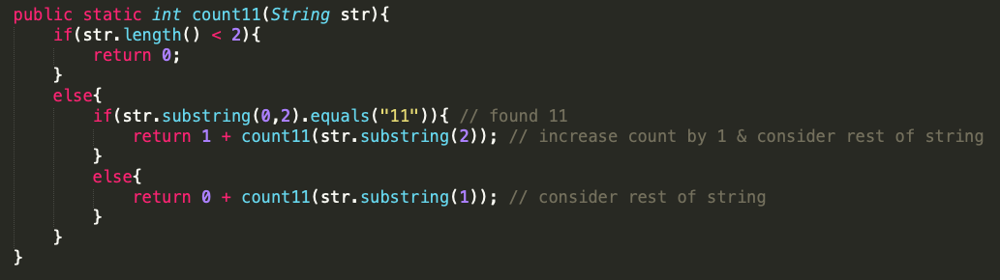 public static int count11(String str){
    if(str.length() < 2){
        return 0;
    }
    else{
        if(str.substring(0,2).equals("11")){ // found 11
            return 1 + count11(str.substring(2)); // increase count by 1 & consider rest of string
        }
        else{
            return 0 + count11(str.substring(1)); // consider rest of string
        }
    }
}